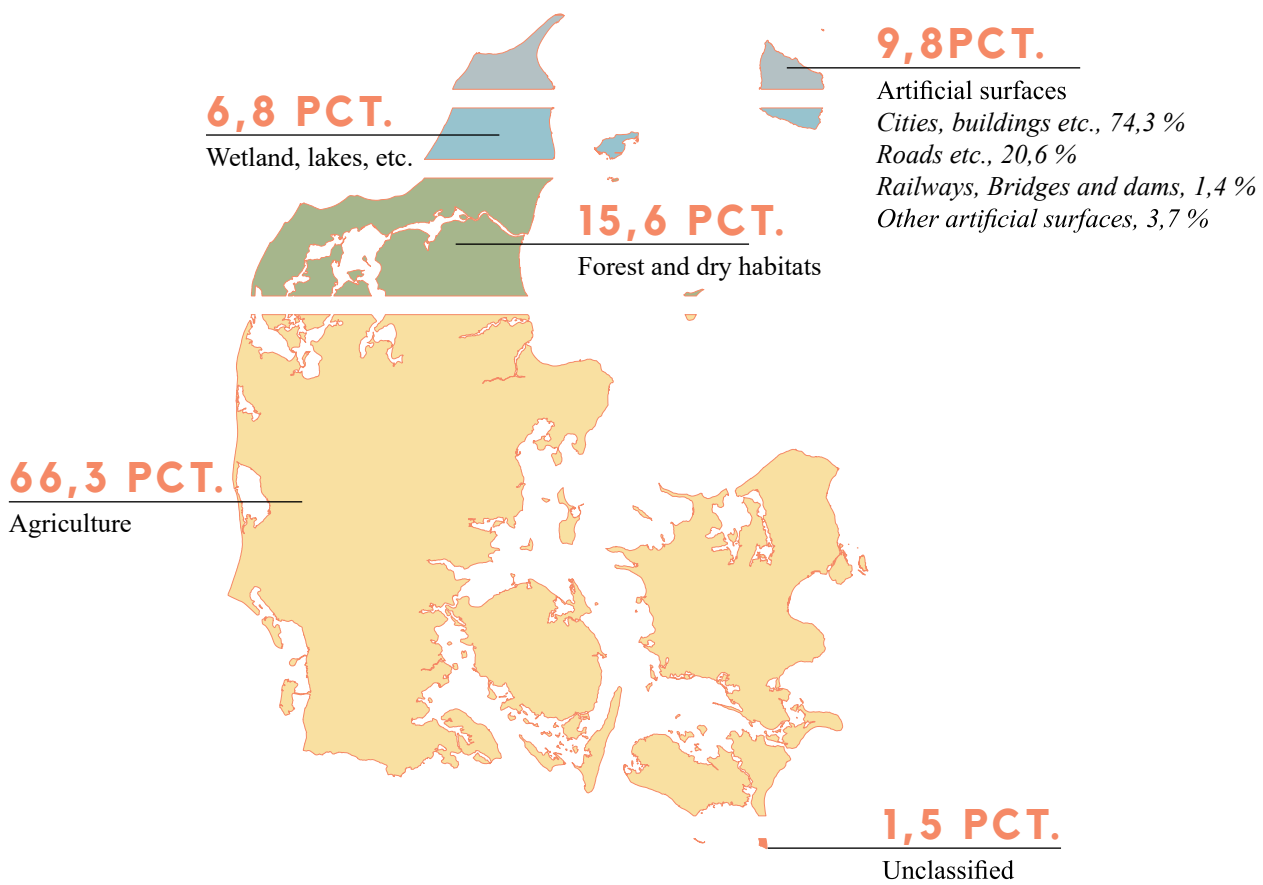 9,8PCT.
Artificial surfaces
Cities, buildings etc., 74,3 %
Roads etc., 20,6 %
Railways, Bridges and dams, 1,4 %
Other artificial surfaces, 3,7 %
6,8 PCT.
Wetland, lakes, etc.
15,6 PCT.
Forest and dry habitats
66,3 PCT.
Agriculture
1,5 PCT.
Unclassified